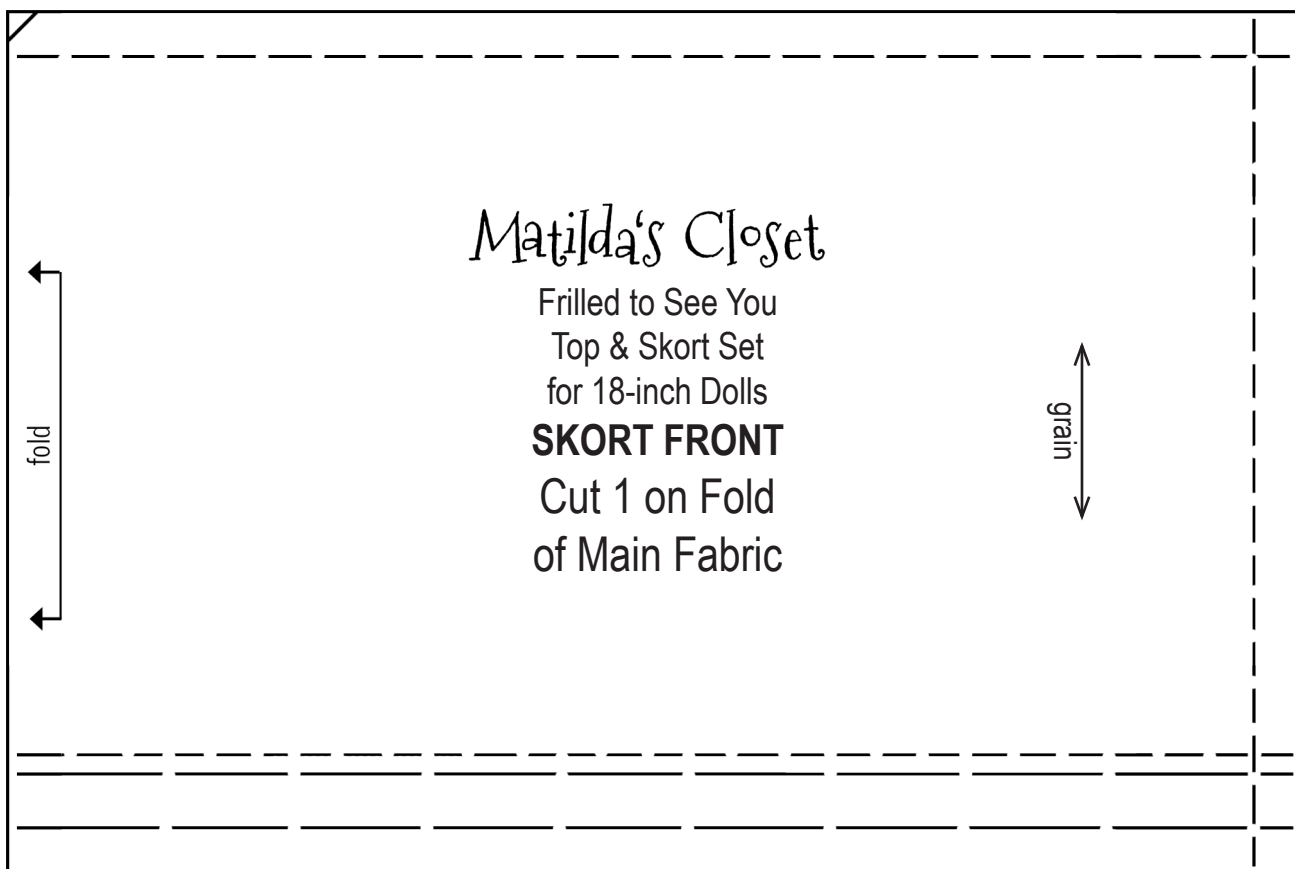 Matilda's Closet
Frilled to See You
Top & Skort Set
for 18-inch Dolls
SKORT FRONT
Cut 1 on Fold
of Main Fabric
fold
grain